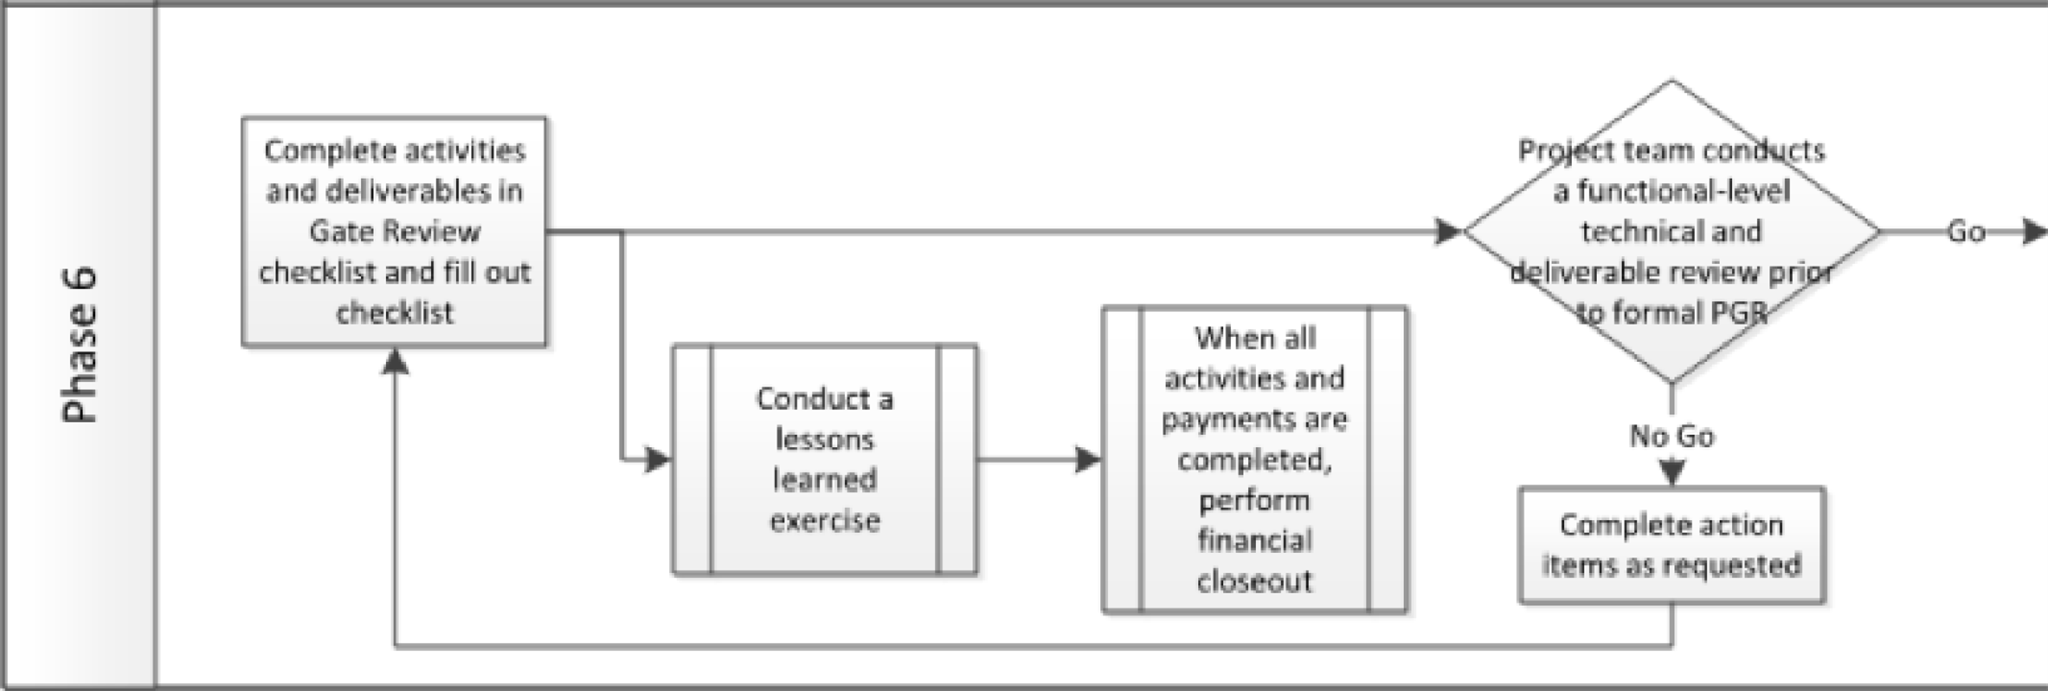 Phase 6
Complete activities
and deliverables in
Gate Review
checklist and fill out
checklist
Conduct a
lessons
learned
exercise
When all
activities and
payments are
completed,
perform
financial
closeout
Project team conducts
a functional-level
technical and
deliverable review prior
to formal PGR
Go
No Go
Complete action
items as requested